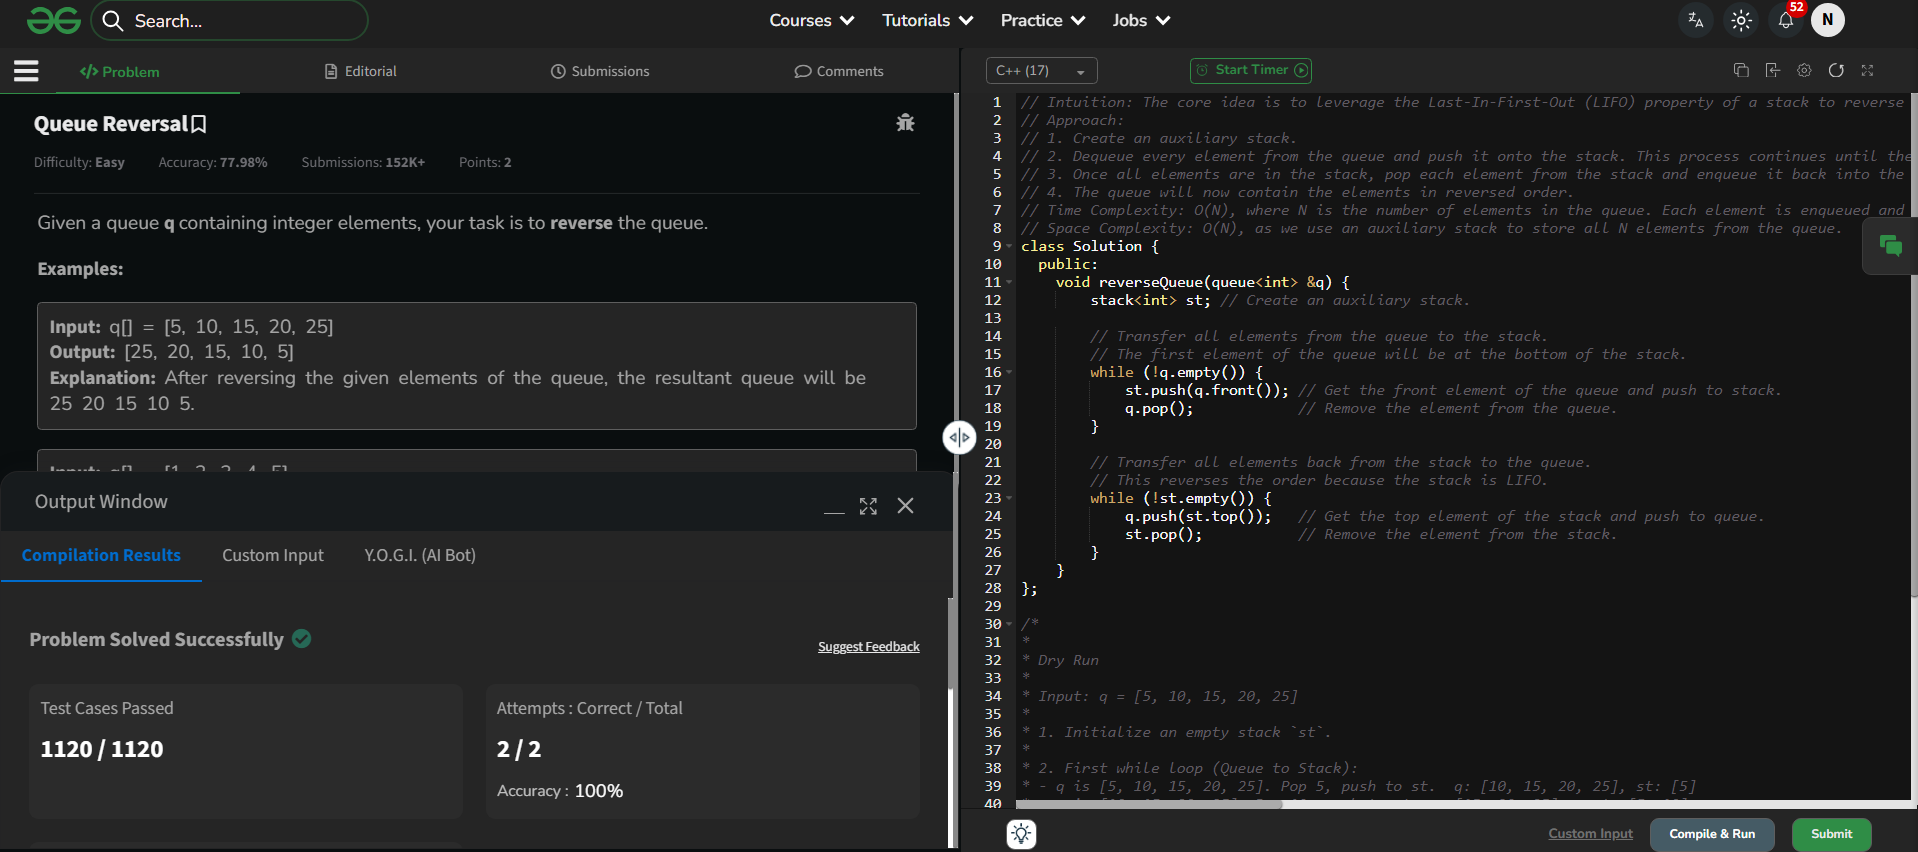 Search...
Courses Tutorials Practice Jobs
52
N
Problem Editorial Submissions Comments
C++ (17) Start Timer
Queue Reversal
Difficulty: Easy Accuracy: 77.98% Submissions: 152K+ Points: 2
Given a queue q containing integer elements, your task is to reverse the queue.
Examples:
Input: q[] = [5, 10, 15, 20, 25]
Output: [25, 20, 15, 10, 5]
Explanation: After reversing the given elements of the queue, the resultant queue will be
25 20 15 10 5.
Input: q[] = [1, 2, 3, 4, 5]
Output Window
Compilation Results Custom Input Y.O.G.I. (AI Bot)
Problem Solved Successfully
Suggest Feedback
Test Cases Passed
1120 / 1120
Attempts : Correct / Total
2 / 2
Accuracy : 100%
1 // Intuition: The core idea is to leverage the Last-In-First-Out (LIFO) property of a stack to reverse
2 // Approach:
3 // 1. Create an auxiliary stack.
4 // 2. Dequeue every element from the queue and push it onto the stack. This process continues until the
5 // 3. Once all elements are in the stack, pop each element from the stack and enqueue it back into the
6 // 4. The queue will now contain the elements in reversed order.
7 // Time Complexity: O(N), where N is the number of elements in the queue. Each element is enqueued and
8 // Space Complexity: O(N), as we use an auxiliary stack to store all N elements from the queue.
9 class Solution {
10 public:
11 void reverseQueue(queue<int> &q) {
12 stack<int> st; // Create an auxiliary stack.
13
14 // Transfer all elements from the queue to the stack.
15 // The first element of the queue will be at the bottom of the stack.
16 while (!q.empty()) {
17 st.push(q.front()); // Get the front element of the queue and push to stack.
18 q.pop(); // Remove the element from the queue.
19 }
20
21 // Transfer all elements back from the stack to the queue.
22 // This reverses the order because the stack is LIFO.
23 while (!st.empty()) {
24 q.push(st.top()); // Get the top element of the stack and push to queue.
25 st.pop(); // Remove the element from the stack.
26 }
27 }
28 };
29
30 /*
31 *
32 * Dry Run
33 *
34 * Input: q = [5, 10, 15, 20, 25]
35 *
36 * 1. Initialize an empty stack `st`.
37 *
38 * 2. First while loop (Queue to Stack):
39 * - q is [5, 10, 15, 20, 25]. Pop 5, push to st. q: [10, 15, 20, 25], st: [5]
40
Custom Input Compile & Run Submit